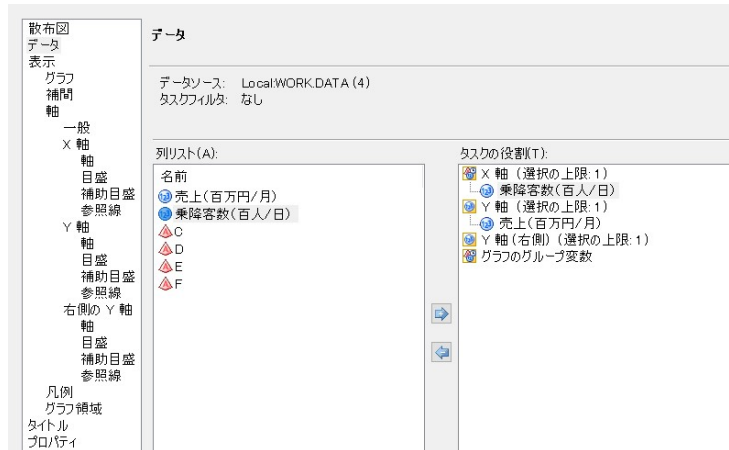 散布図
データ
表示
グラフ
補間
軸
一般
X 軸
軸
目盛
補助目盛
参照線
Y 軸
軸
目盛
補助目盛
参照線
右側の Y 軸
軸
目盛
補助目盛
参照線
凡例
グラフ領域
タイトル
プロパティ
データ
データソース: Local:WORK.DATA (4)
タスクフィルタ: なし
列リスト(A):
名前
売上(百万円/月)
乗降客数(百人/日)
C
D
E
F
タスクの役割(T):
X 軸 (選択の上限: 1)
乗降客数(百人/日)
Y 軸 (選択の上限: 1)
売上(百万円/月)
Y 軸(右側) (選択の上限: 1)
グラフのグループ変数